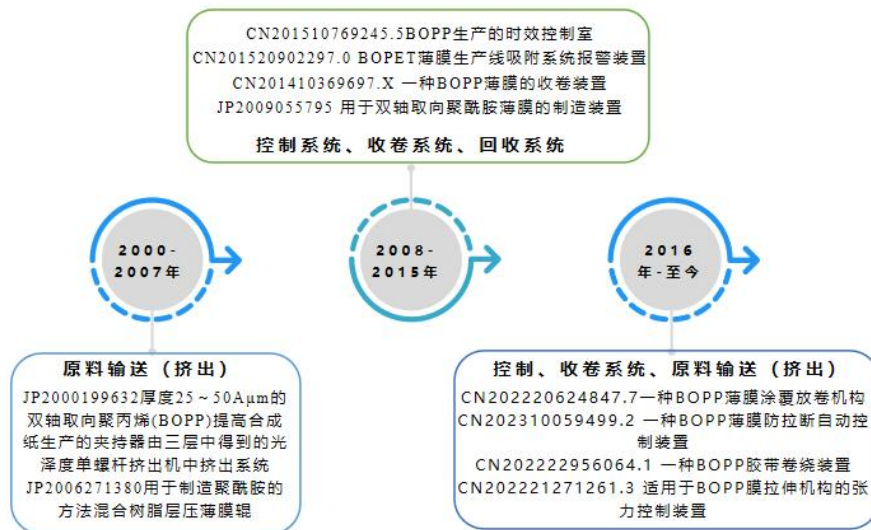 CN201510769245.5BOPP生产的时效控制室
CN201520902297.0 BOPET薄膜生产线吸附系统报警装置
CN201410369697.X 一种BOPP薄膜的收卷装置
JP2009055795 用于双轴取向聚酰胺薄膜的制造装置
控制系统、收卷系统、回收系统
2000-
2007年
2008-
2015年
2016
年-至今
原料输送（挤出）
JP2000199632厚度25～50Aμm的
双轴取向聚丙烯(BOPP)提高合成
纸生产的夹持器由三层中得到的光
泽度单螺杆挤出机中挤出系统
JP2006271380用于制造聚酰胺的
方法混合树脂层压薄膜辊
控制、收卷系统、原料输送（挤出）
CN202220624847.7一种BOPP薄膜涂覆放卷机构
CN202310059499.2 一种BOPP薄膜防拉断自动控
制装置
CN202222956064.1 一种BOPP胶带卷绕装置
CN202221271261.3 适用于BOPP膜拉伸机构的张
力控制装置